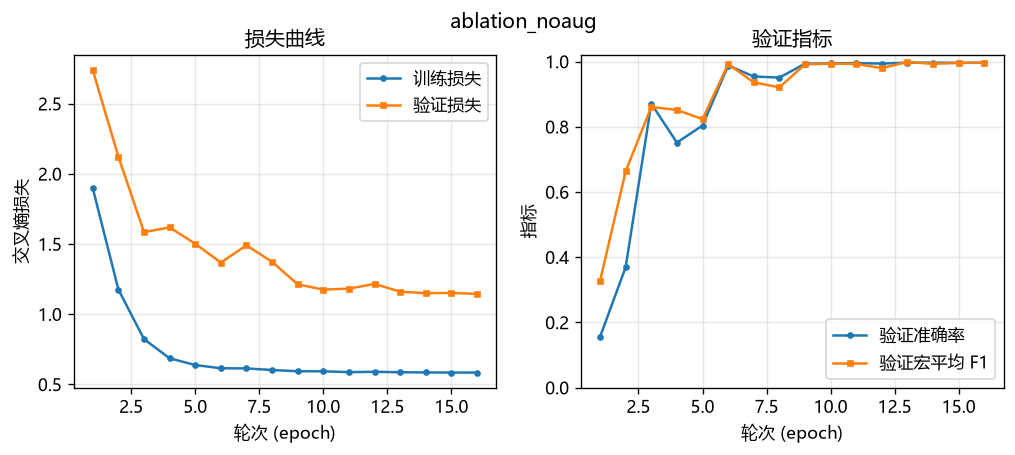 ablation_noaug
损失曲线
训练损失
验证损失
交叉熵损失
2.5
2.0
1.5
1.0
0.5
2.5 5.0 7.5 10.0 12.5 15.0
轮次 (epoch)
验证指标
指标
1.0
0.8
0.6
0.4
0.2
0.0
验证准确率
验证宏平均 F1
2.5 5.0 7.5 10.0 12.5 15.0
轮次 (epoch)